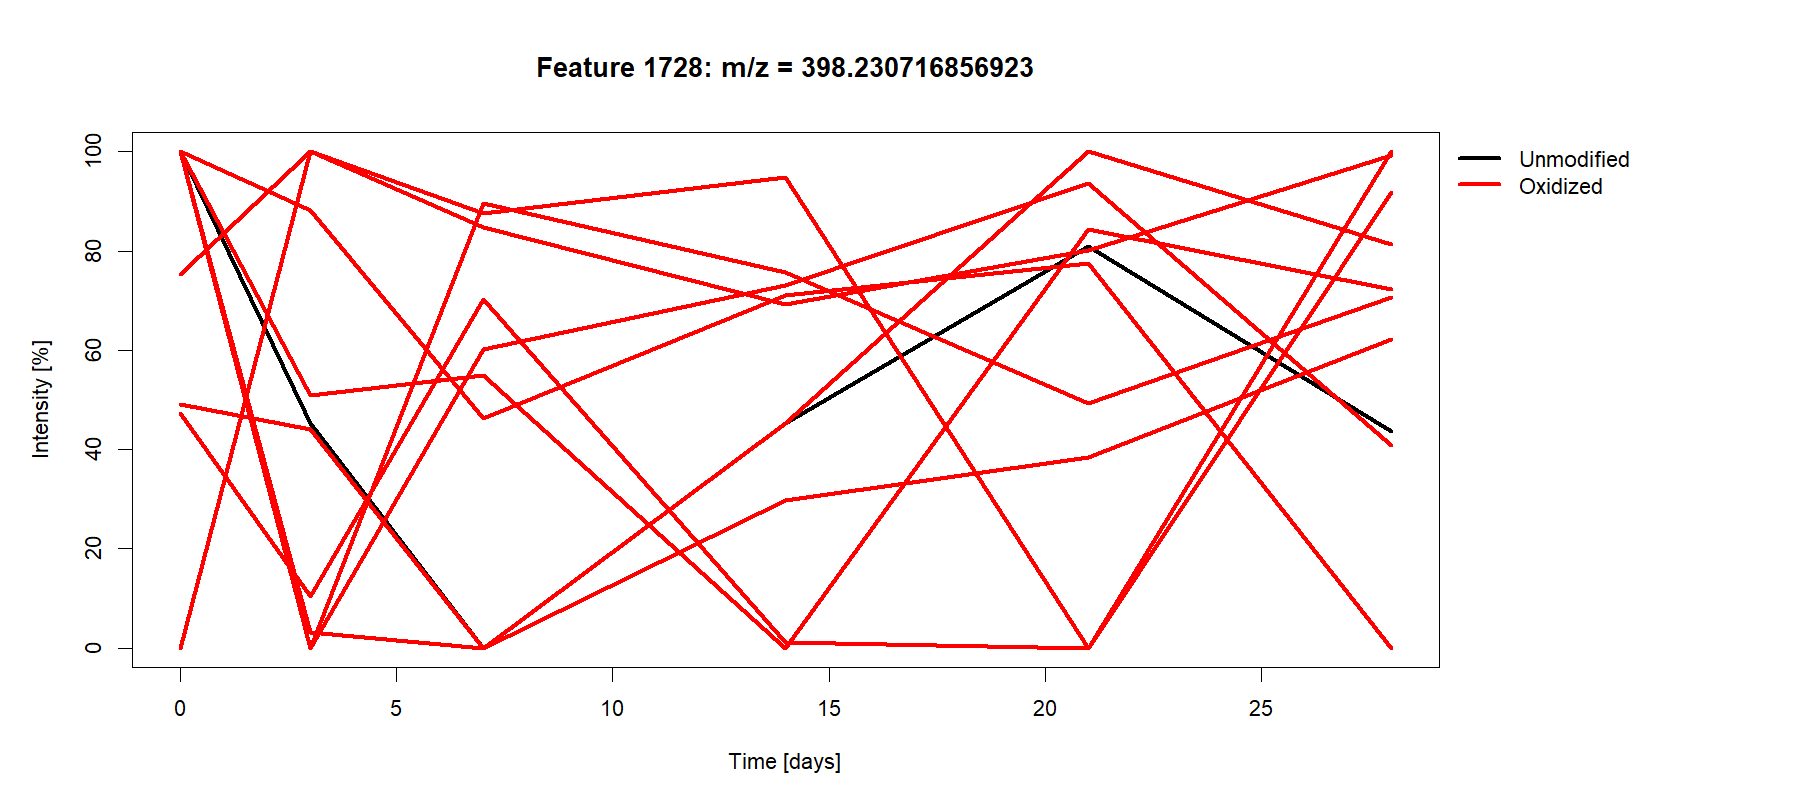 Feature 1728: m/z = 398.230716856923
Unmodified
Oxidized
Intensity [%]
100
80
60
40
20
0
0 5 10 15 20 25
Time [days]